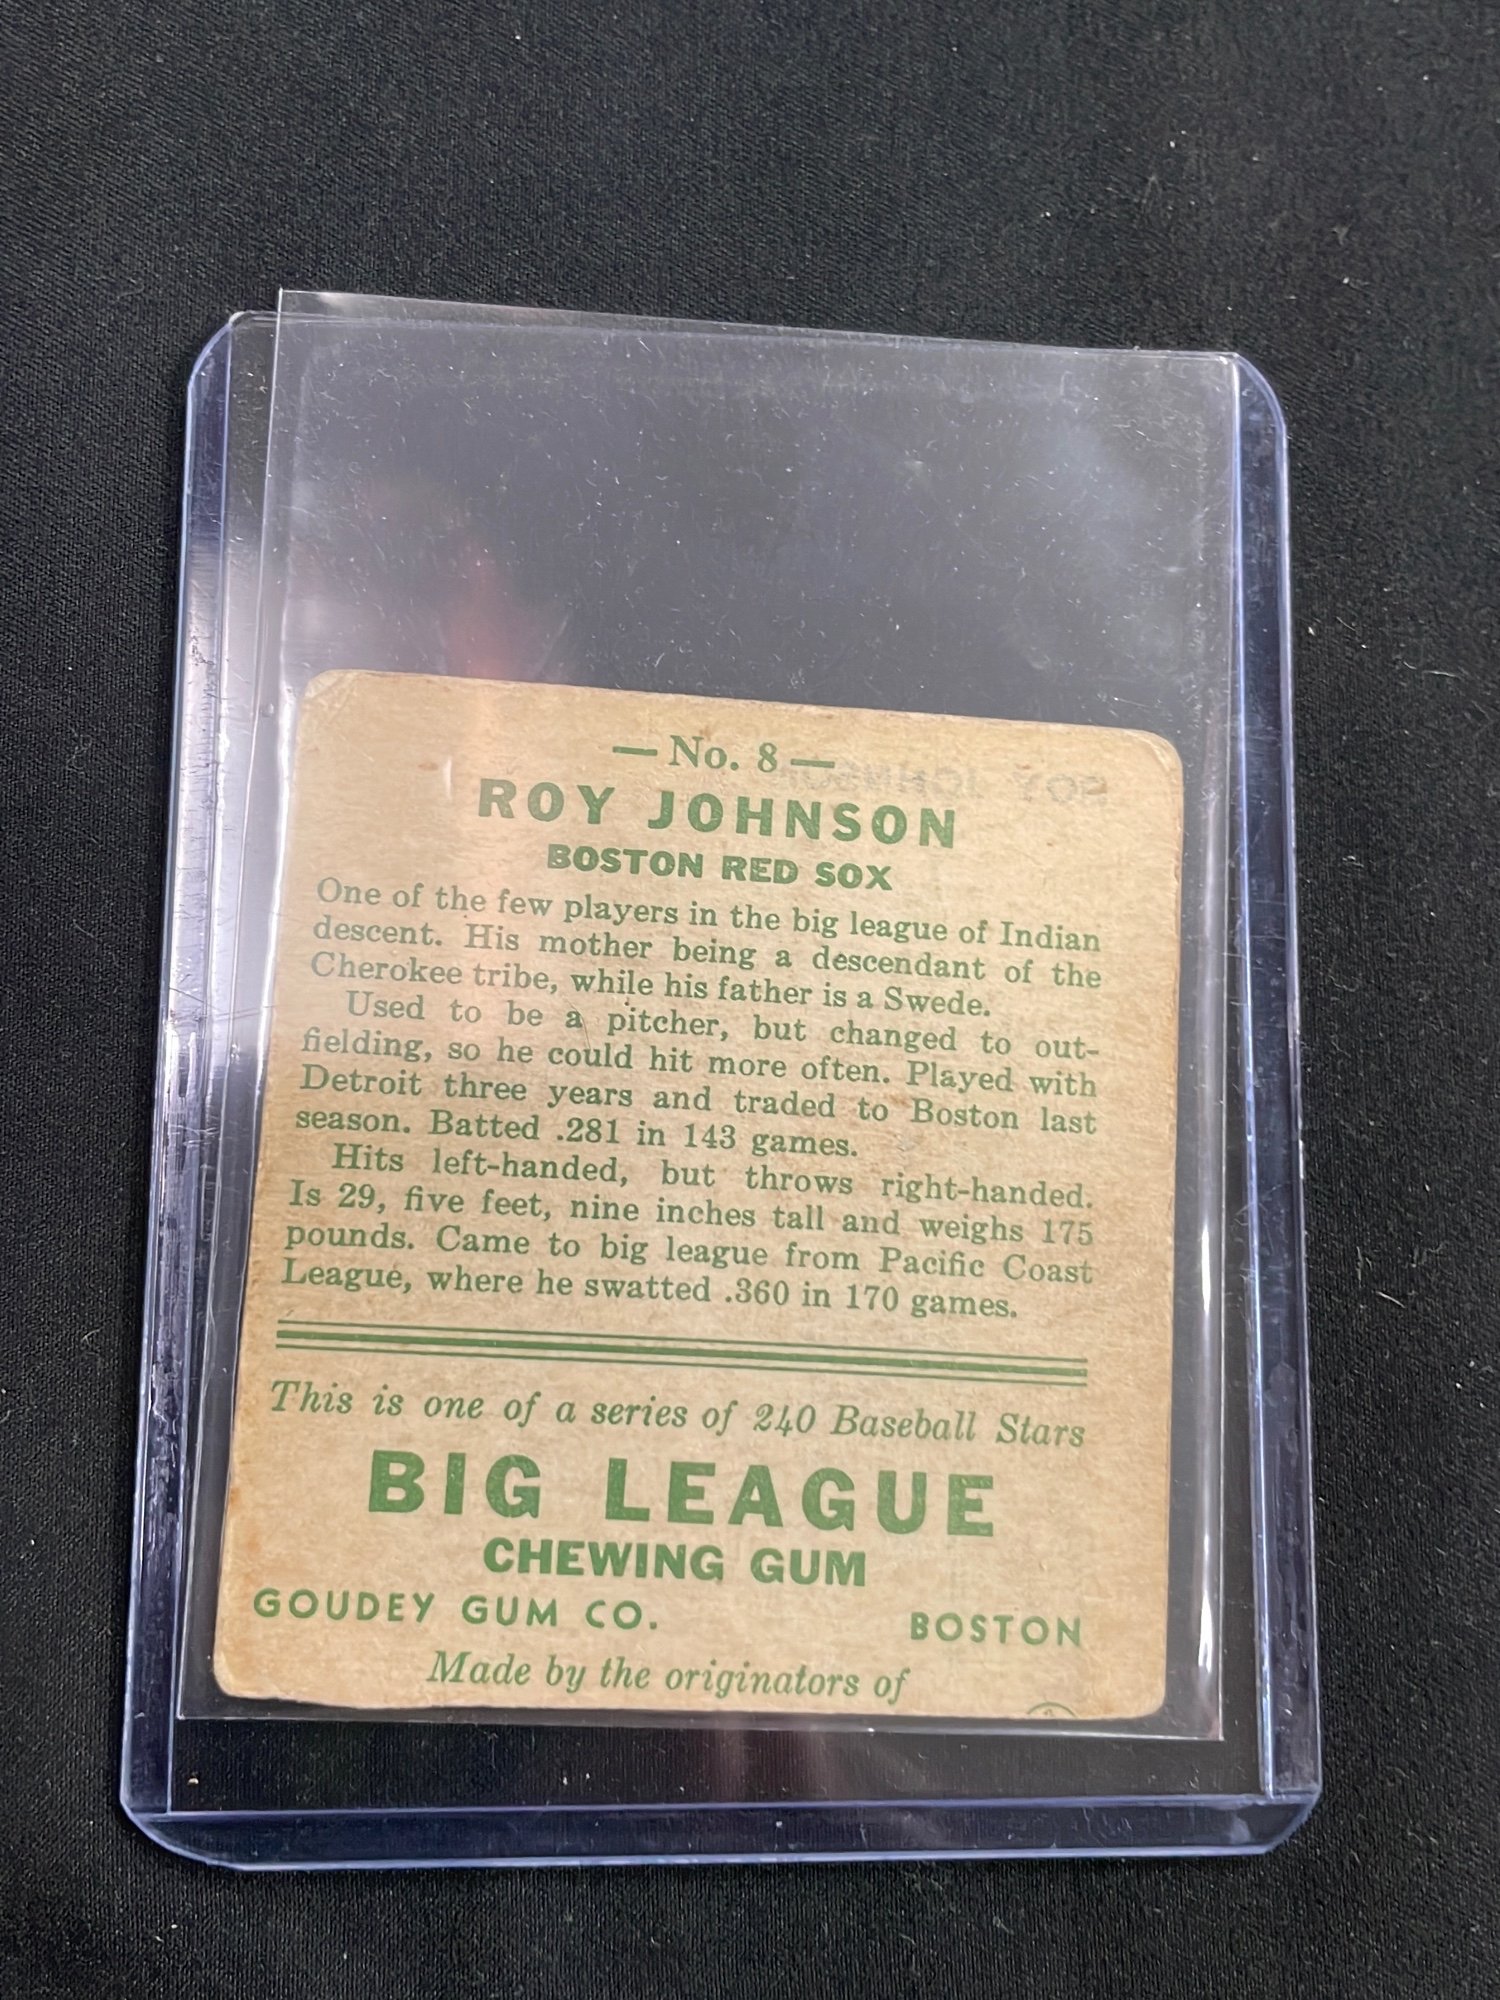 — No. 8 —
ROY JOHNSON
ROY JOHNSON
BOSTON RED SOX
One of the few players in the big league of Indian
descent. His mother being a descendant of the
Cherokee tribe, while his father is a Swede.
Used to be a pitcher, but changed to out-
fielding, so he could hit more often. Played with
Detroit three years and traded to Boston last
season. Batted .281 in 143 games.
Hits left-handed, but throws right-handed.
Is 29, five feet, nine inches tall and weighs 175
pounds. Came to big league from Pacific Coast
League, where he swatted .360 in 170 games.
This is one of a series of 240 Baseball Stars
BIG LEAGUE
CHEWING GUM
GOUDEY GUM CO. BOSTON
Made by the originators of